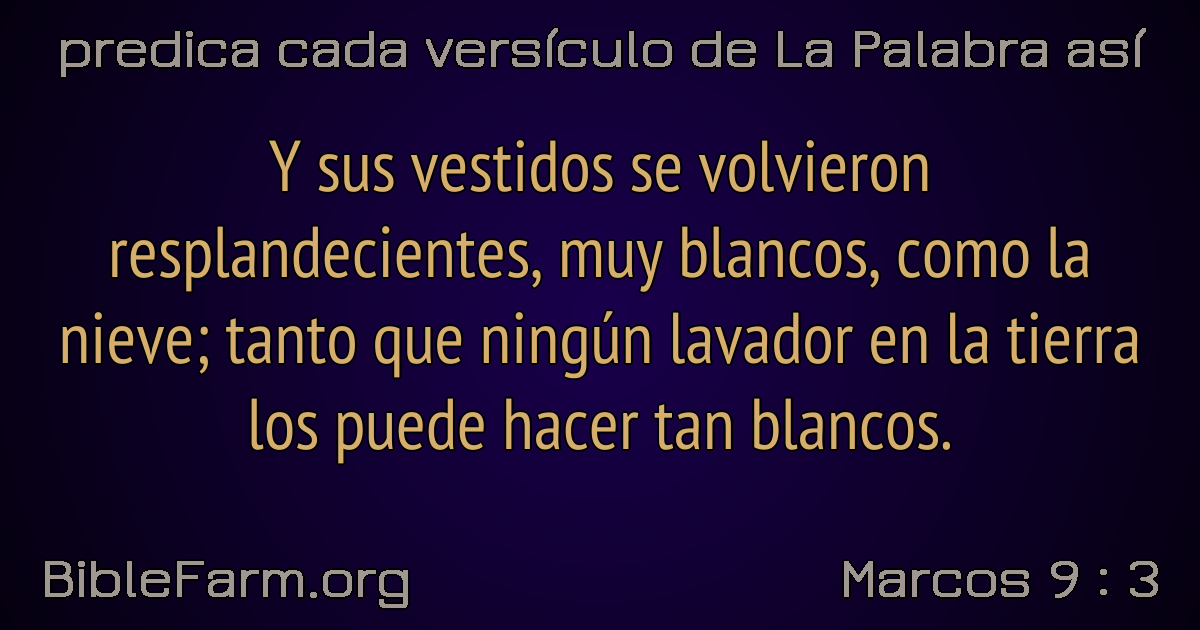 predica cada versículo de La Palabra así
Y sus vestidos se volvieron
resplandecientes, muy blancos, como la
nieve; tanto que ningún lavador en la tierra
los puede hacer tan blancos.
BibleFarm.org
Marcos 9 : 3